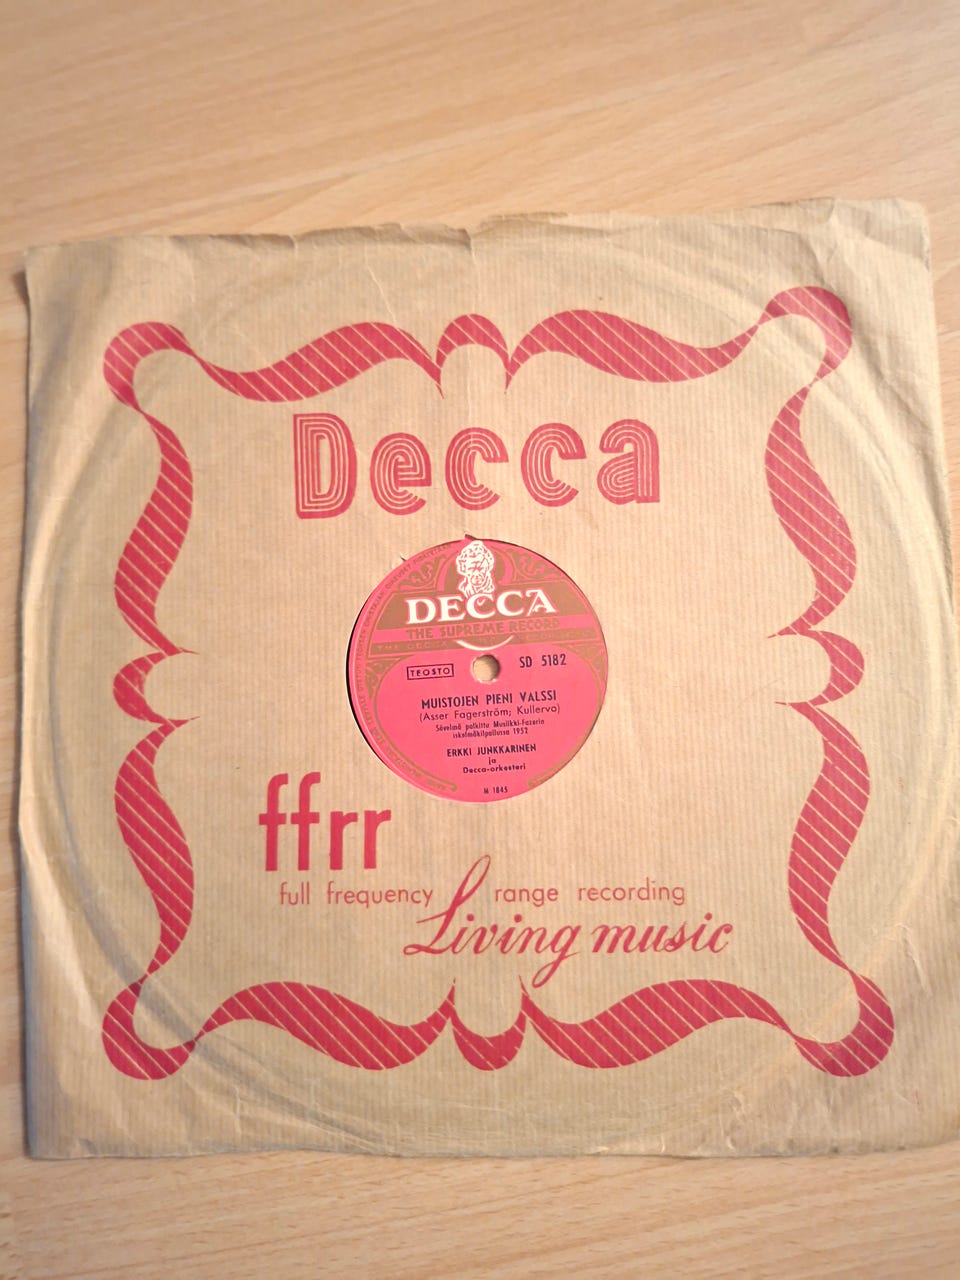 Decca
DECCA
THE SUPREME RECORD
TEOSTO
SD 5182
MUISTOJEN PIENI VALSSI
(Asser Fagerström; Kullervo)
Sävelmä palkittu Musiikki-Fazerin
iskelmäkilpailussa 1952
ERKKI JUNKKARINEN
ja
Decca-orkesteri
M 1845
ffrr
full frequency range recording
Living music